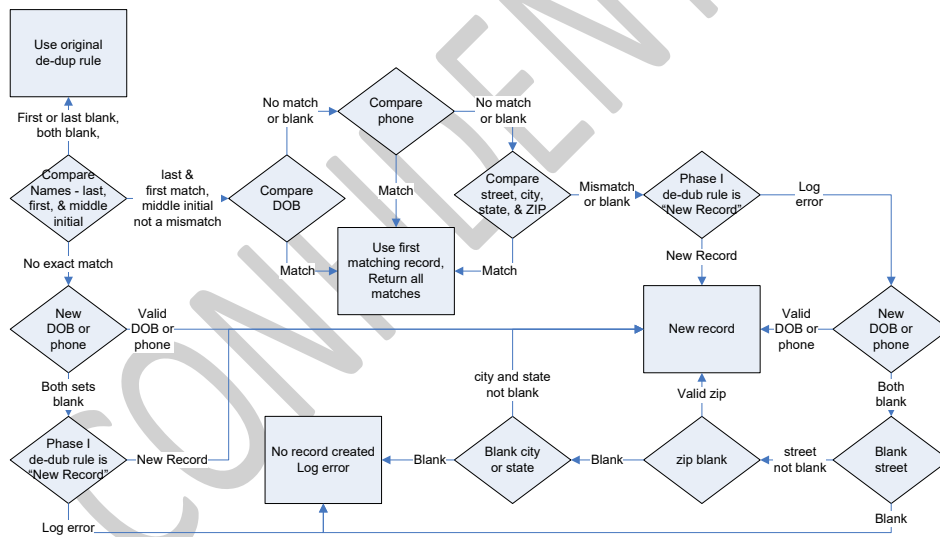 Use original
de-dup rule
First or last blank,
both blank,
Compare
Names - last,
first, & middle
initial
last &
first match,
middle initial
not a mismatch
Compare
DOB
No match
or blank
Compare
phone
No match
or blank
Match
Match
Use first
matching record,
Return all
matches
Compare
street, city,
state, & ZIP
Match
Mismatch
or blank
Phase I
de-dub rule is
“New Record”
Log
error
New Record
No exact match
New
DOB or
phone
Valid
DOB or
phone
New record
Valid
DOB or
phone
New
DOB or
phone
Both sets
blank
city and state
not blank
Valid zip
Both
blank
Phase I
de-dub rule is
“New Record”
New Record
No record created
Log error
Blank
Blank city
or state
Blank
zip blank
street
not blank
Blank
street
Log error
Blank
CONFIDENT